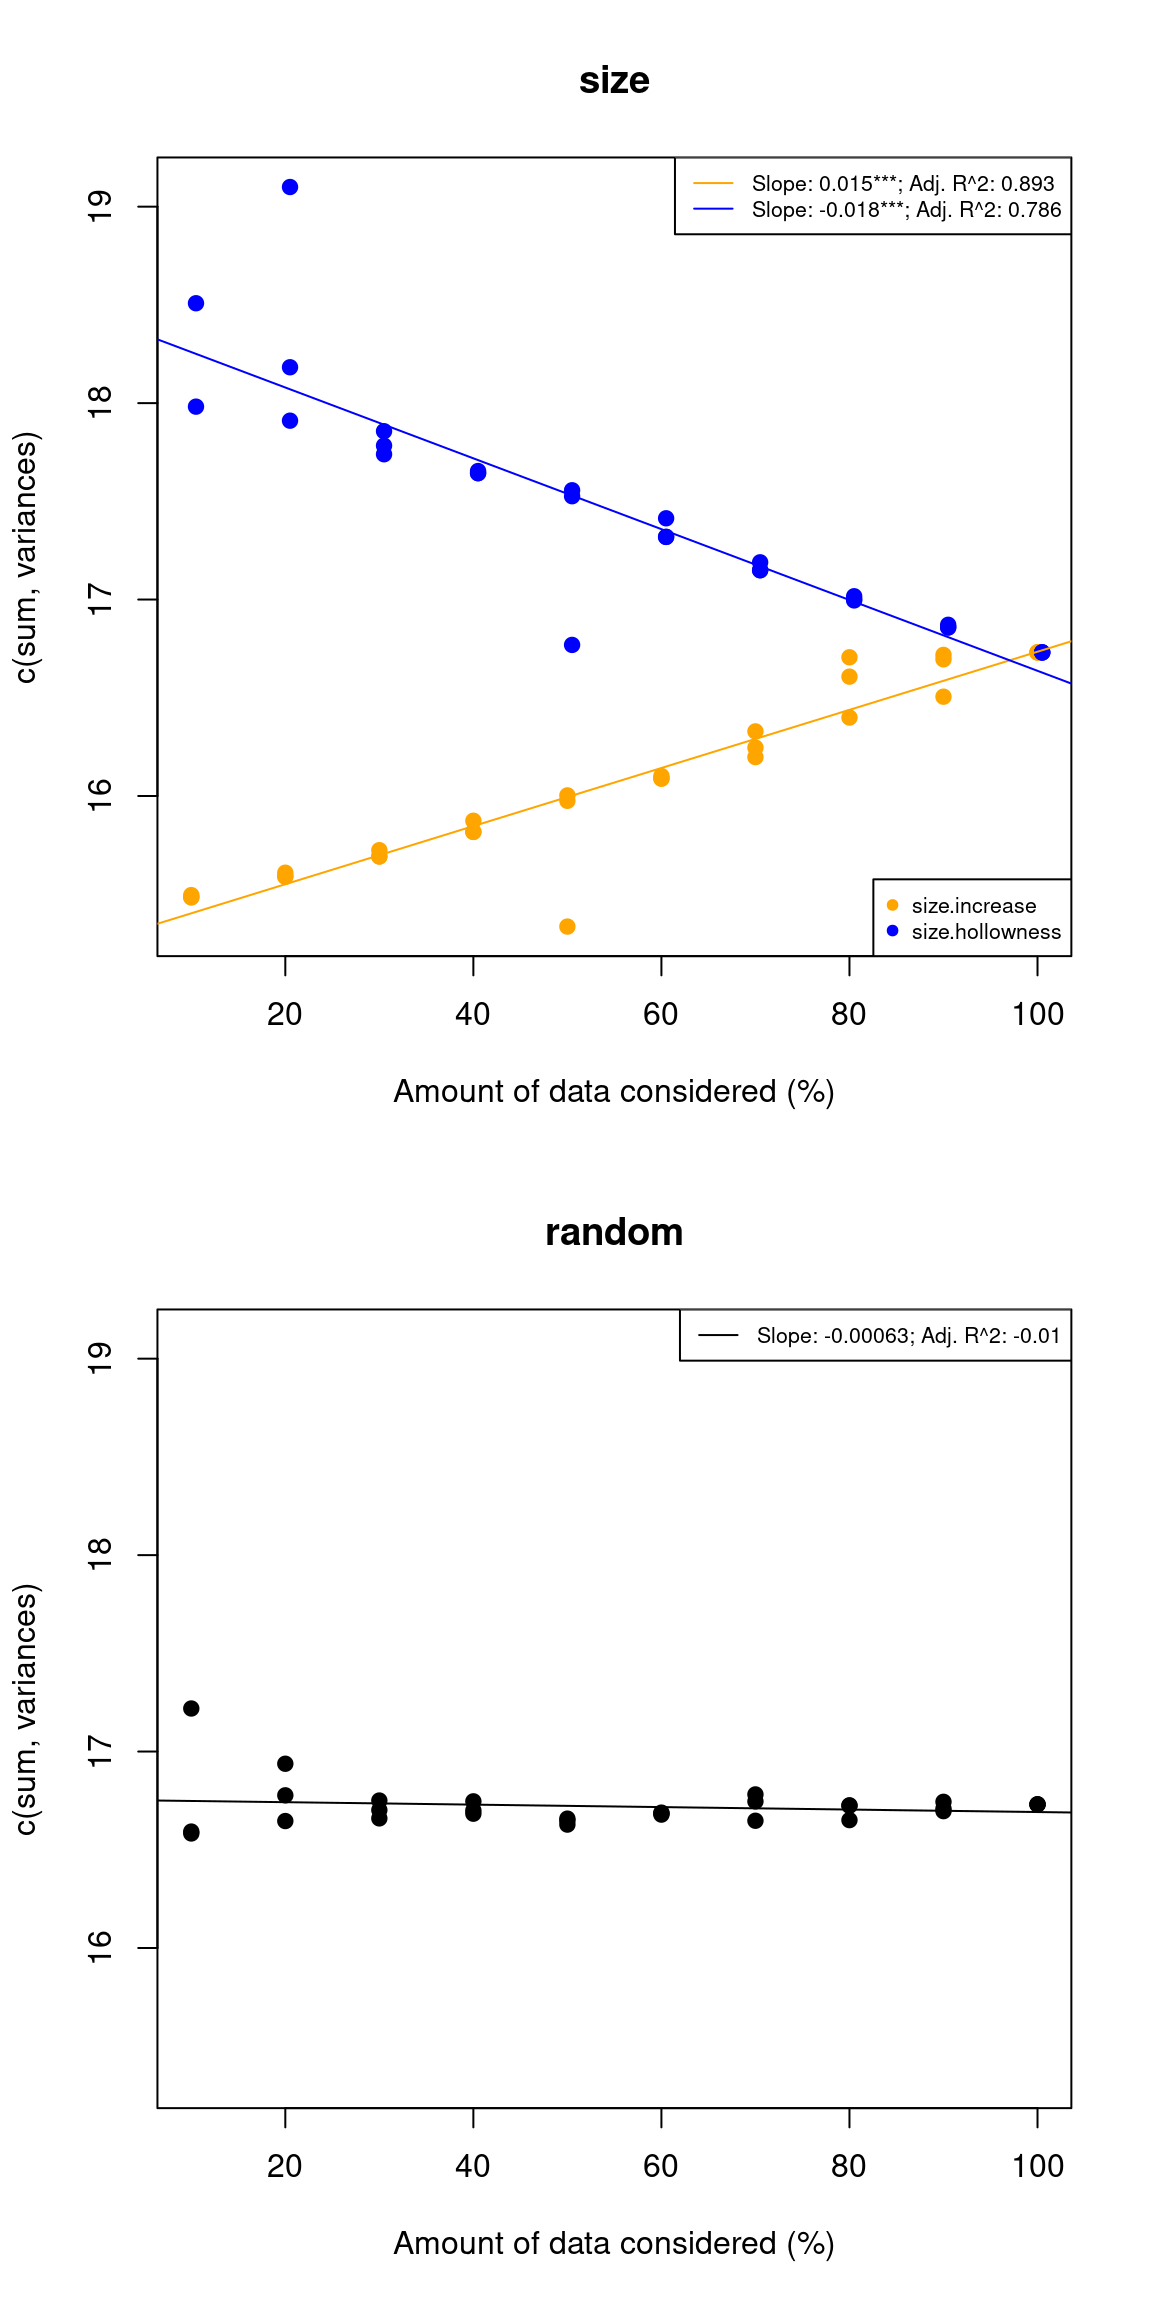 size
Slope: 0.015***; Adj. R^2: 0.893
Slope: -0.018***; Adj. R^2: 0.786
19
18
17
16
c(sum, variances)
size.increase
size.hollowness
20 40 60 80 100
Amount of data considered (%)
random
Slope: -0.00063; Adj. R^2: -0.01
19
18
17
16
c(sum, variances)
20 40 60 80 100
Amount of data considered (%)